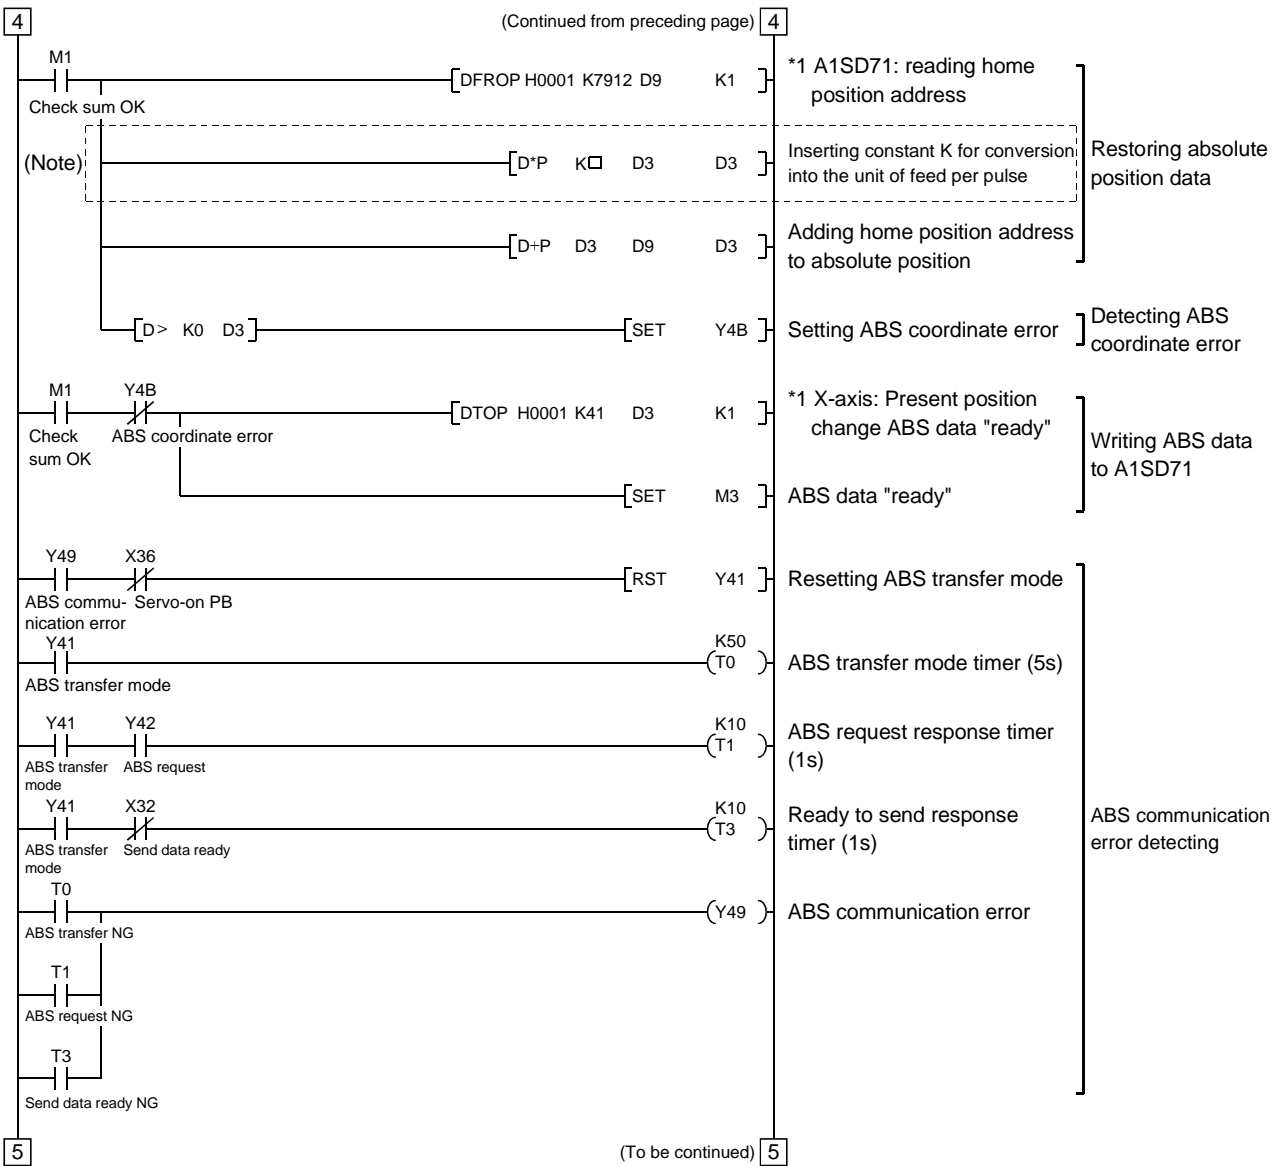 4 (Continued from preceding page) 4
M1
Check sum OK
DFROP H0001 K7912 D9 K1
*1 A1SD71: reading home
position address
(Note)
D*P K□ D3 D3
Inserting constant K for conversion
into the unit of feed per pulse
Restoring absolute
position data
D+P D3 D9 D3
Adding home position address
to absolute position
D> K0 D3
SET Y4B
Setting ABS coordinate error
Detecting ABS
coordinate error
M1 Y4B
Check
sum OK
ABS coordinate error
DTOP H0001 K41 D3 K1
*1 X-axis: Present position
change ABS data "ready"
Writing ABS data
to A1SD71
SET M3
ABS data "ready"
Y49 X36
ABS commu-
nication error
Servo-on PB
RST Y41
Resetting ABS transfer mode
Y41
ABS transfer mode
K50
T0
ABS transfer mode timer (5s)
Y41 Y42
ABS transfer
mode
ABS request
K10
T1
ABS request response timer
(1s)
Y41 X32
ABS transfer
mode
Send data ready
K10
T3
Ready to send response
timer (1s)
ABS communication
error detecting
T0
ABS transfer NG
Y49
ABS communication error
T1
ABS request NG
T3
Send data ready NG
5 (To be continued) 5